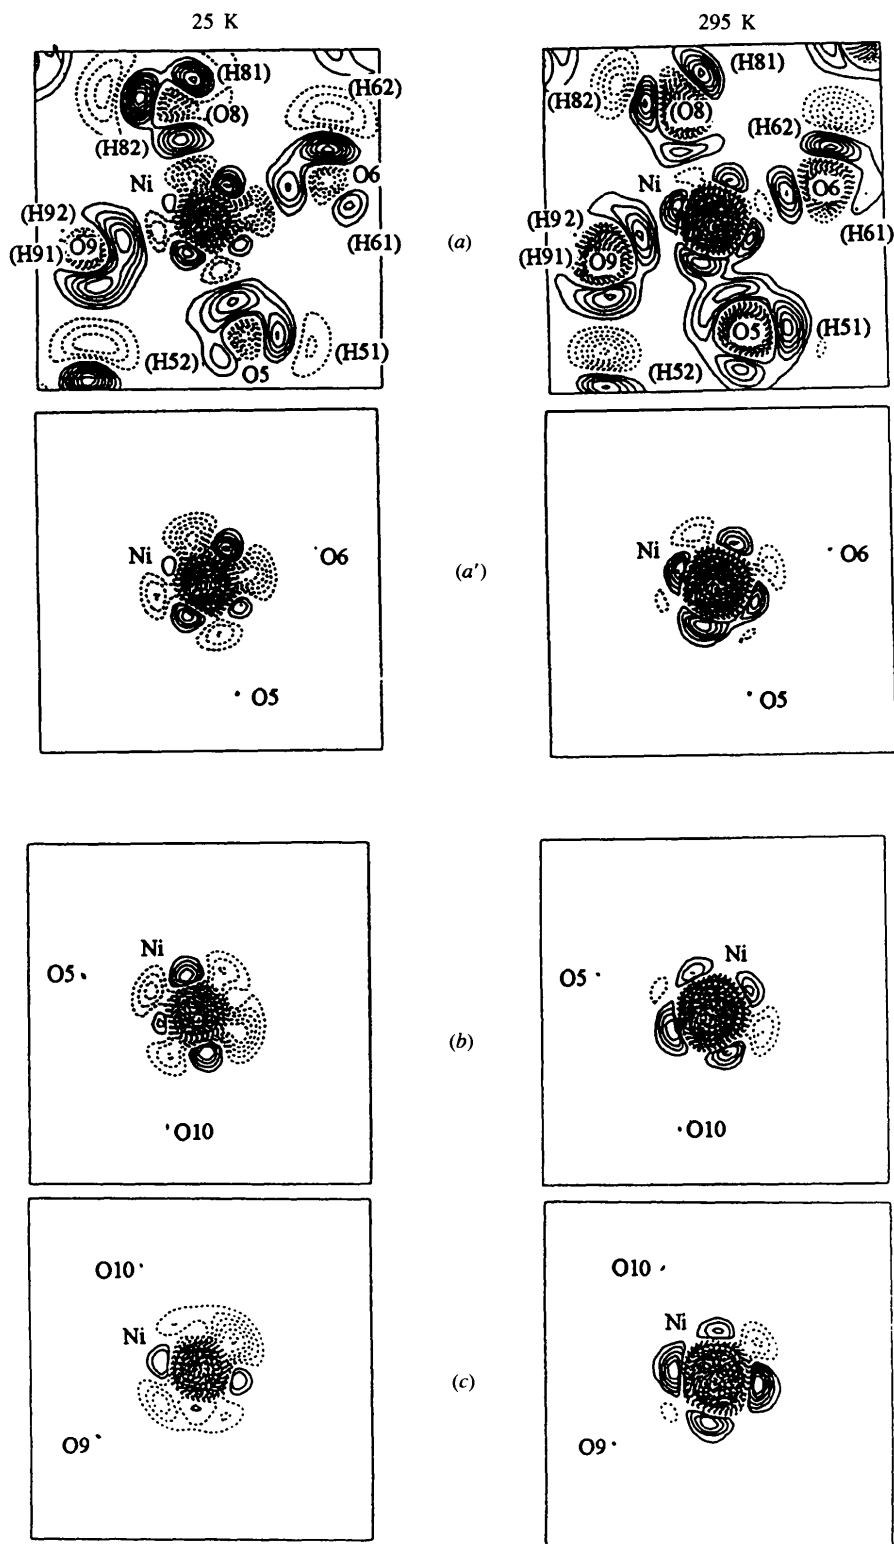 25 K 295 K
(H81) (H81)
(H62) (H82)
(O8) O8)
(H82) (H62)
Ni O6 Ni O6
(H92) (H92)
(H91) O9 (H61) (a) (H91) O9 (H61)
(H52) (H51) O5 (H51)
O5 (H52)
Ni O6 (a′) Ni O6
O5 O5
Ni Ni
O5 O5
(b)
O10 O10
O10 O10
Ni Ni
(c)
O9 O9